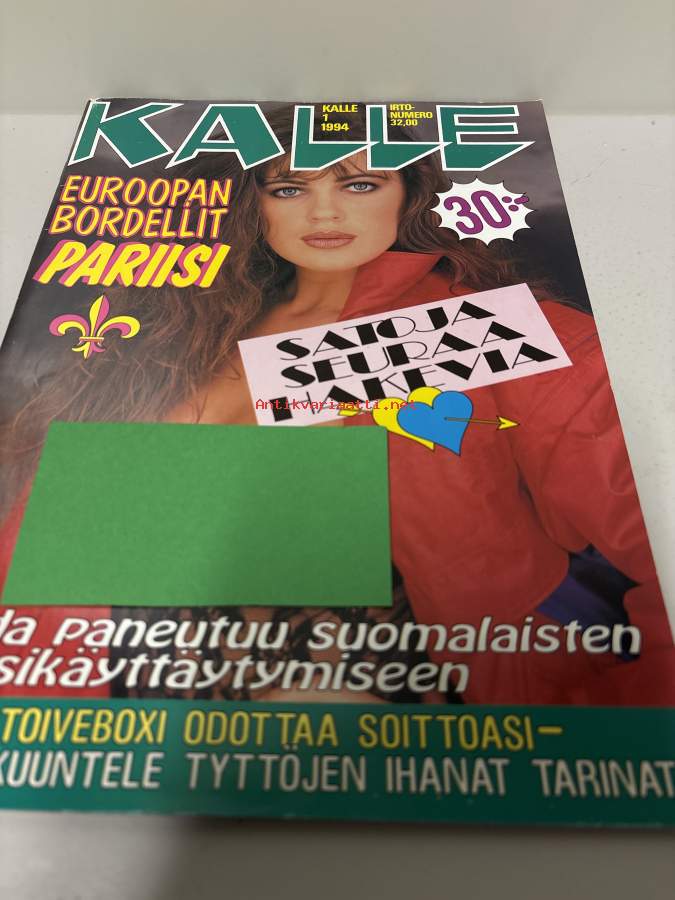 KALLE
KALLE
1
1994
IRTO-
NUMERO
32,00
EUROOPAN
BORDELLIT
PARIISI
30:-
SATOJA
SEURAA
HAKEVIA
Antikvariaatti.net
paneutuu suomalaisten
TOIVEBOXI ODOTTAA SOITTOASI–
KUUNTELE TYTTÖJEN IHANAT TARINAT